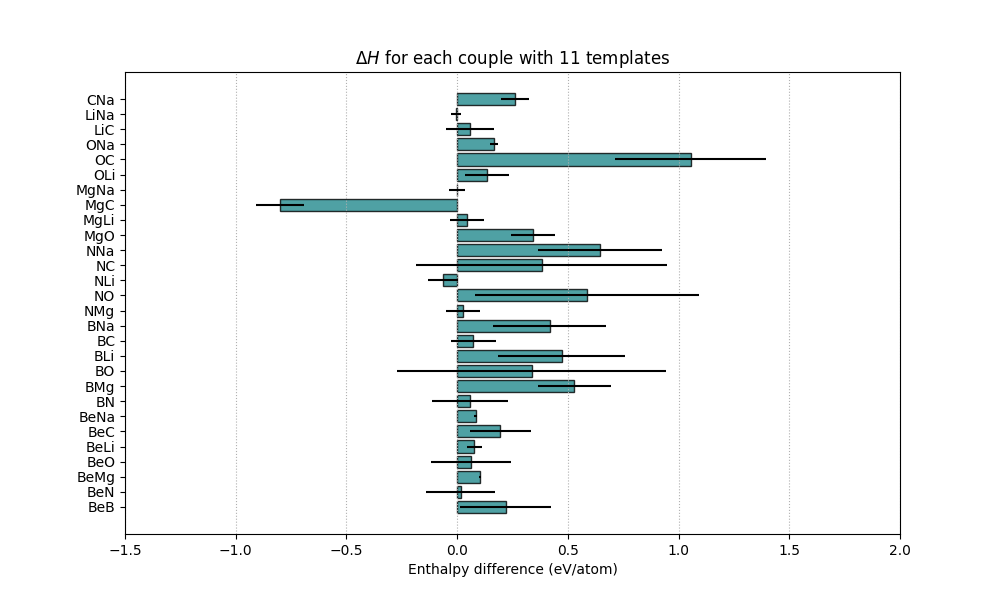 ΔH for each couple with 11 templates
CNa
LiNa
LiC
ONa
OC
OLi
MgNa
MgC
MgLi
MgO
NNa
NC
NLi
NO
NMg
BNa
BC
BLi
BO
BMg
BN
BeNa
BeC
BeLi
BeO
BeMg
BeN
BeB
−1.5 −1.0 −0.5 0.0 0.5 1.0 1.5 2.0
Enthalpy difference (eV/atom)